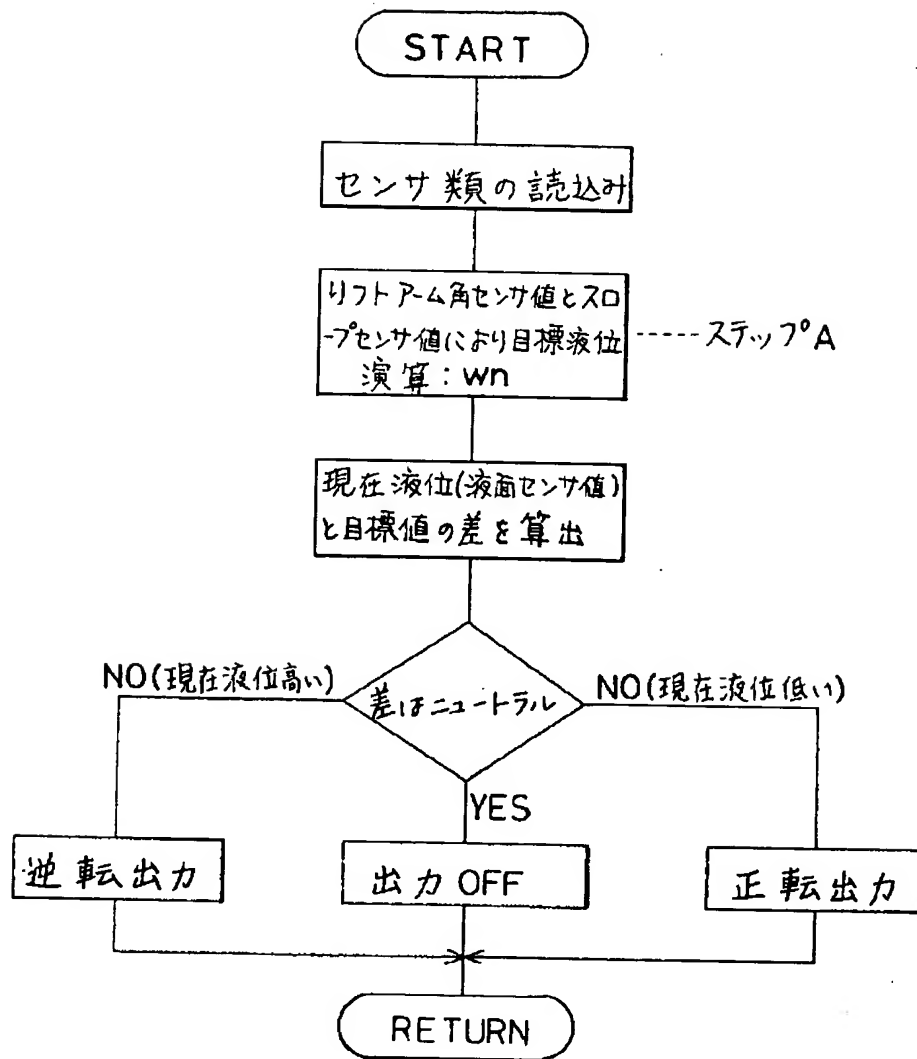 START
センサ類の読込み
リフトアーム角センサ値とスロ
ープセンサ値により目標液位
演算:wn
-----ステップA
現在液位(液面センサ値)
と目標値の差を算出
NO(現在液位高い)
差はニュートラル
NO(現在液位低い)
YES
逆転出力
出力OFF
正転出力
RETURN